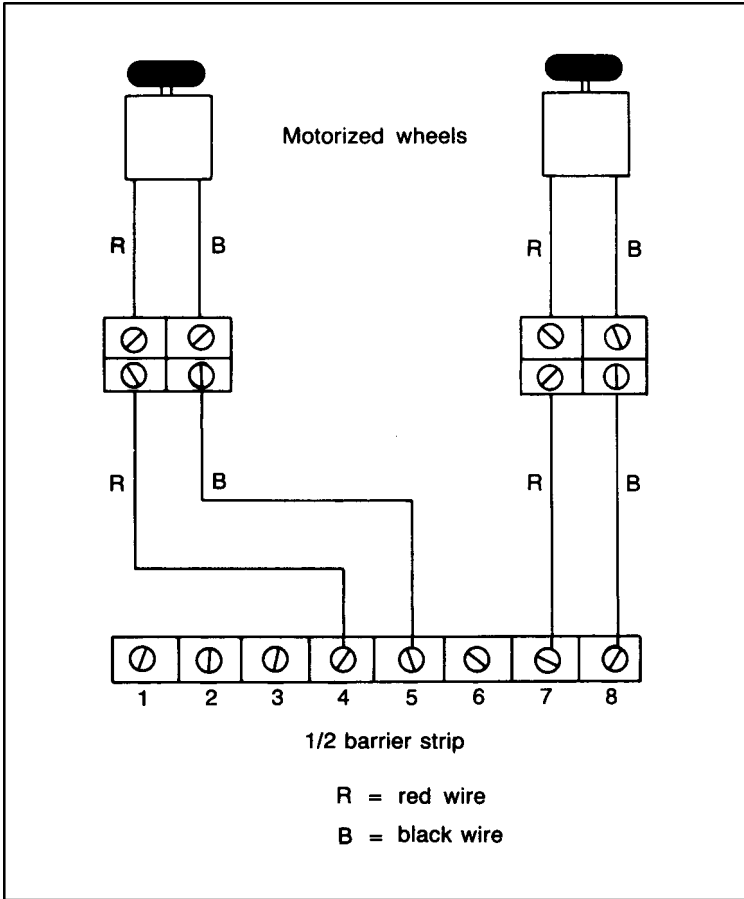 Motorized wheels
R B R B
R B R B
1 2 3 4 5 6 7 8
1/2 barrier strip
R = red wire
B = black wire